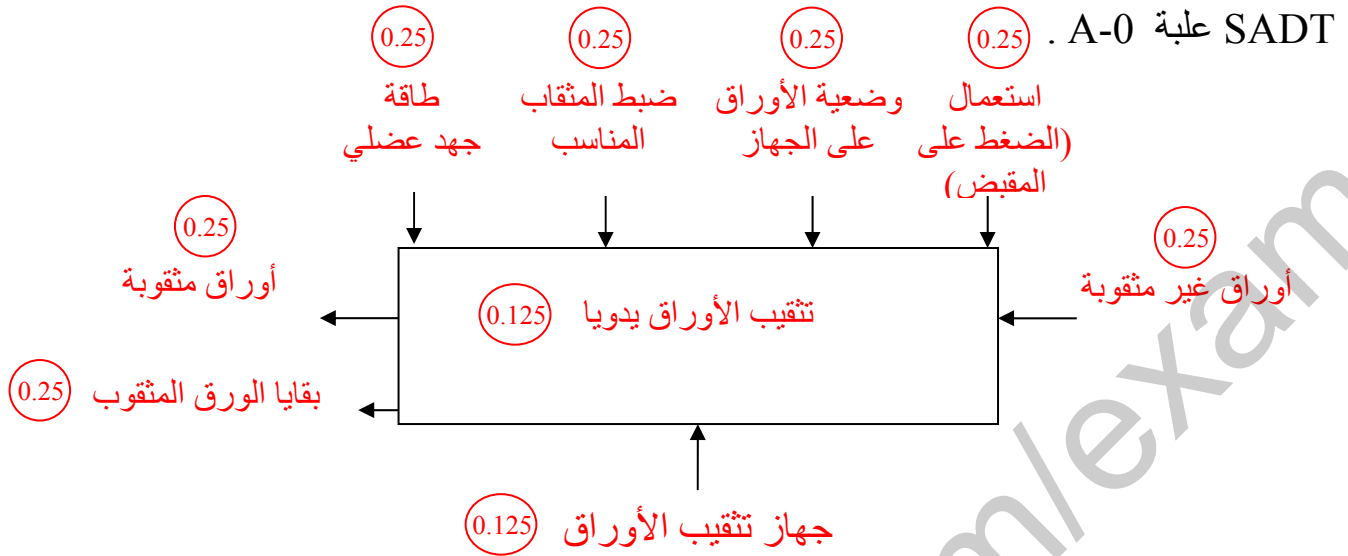 SADT علبة A-0 .
0.25
0.25
0.25
0.25
استعمال
(الضغط على
المقبض)
وضعية الأوراق
على الجهاز
ضبط المثقاب
المناسب
طاقة
جهد عضلي
0.25
أوراق غير مثقوبة
تثقيب الأوراق يدويا 0.125
0.25
أوراق مثقوبة
بقايا الورق المثقوب 0.25
جهاز تثقيب الأوراق 0.125
m/exam